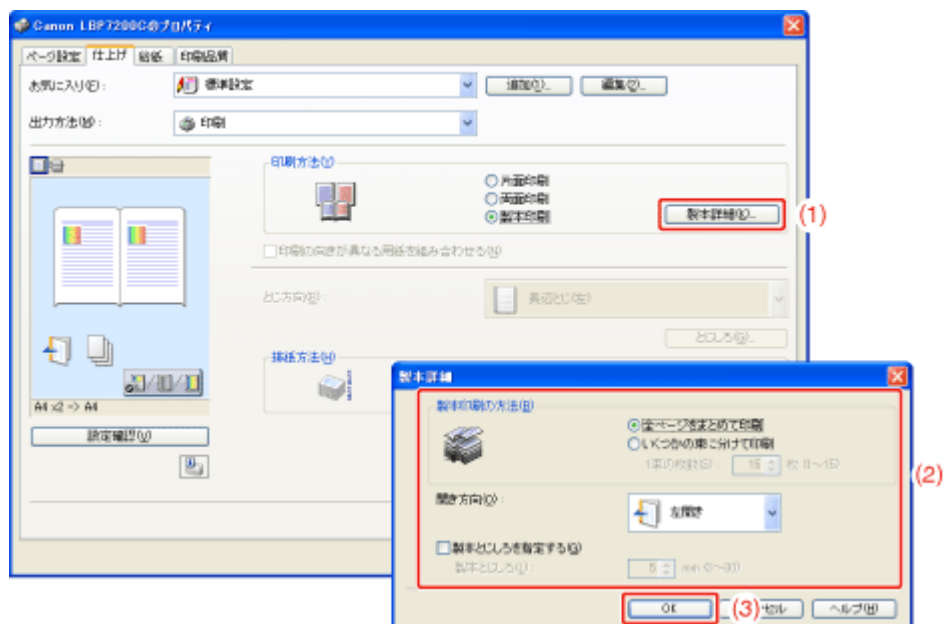 Canon LBP7200Cのプロパティ
ページ設定 仕上げ 給紙 印刷品質
お気に入り(F): 標準設定 追加(1)... 編集(2)...
出力方法(M): 印刷
印刷方法(Y)
片面印刷
両面印刷
製本印刷 製本詳細(K)... (1)
印刷の向きが異なる用紙を組み合わせる(N)
とじ方向(B): 長辺とじ(左)
とじしろ(G)...
排紙方法(H)
A4 x2 => A4
設定確認(V)
製本詳細
製本印刷の方法(B)
全ページをまとめて印刷
いくつかの束に分けて印刷
1束の枚数(S): 15 枚 (1~15)
(2)
開き方向(O): 左開き
製本とじしろを指定する(G)
製本とじしろ(L): 5 mm (0~30)
OK (3) セル ヘルプ(H)